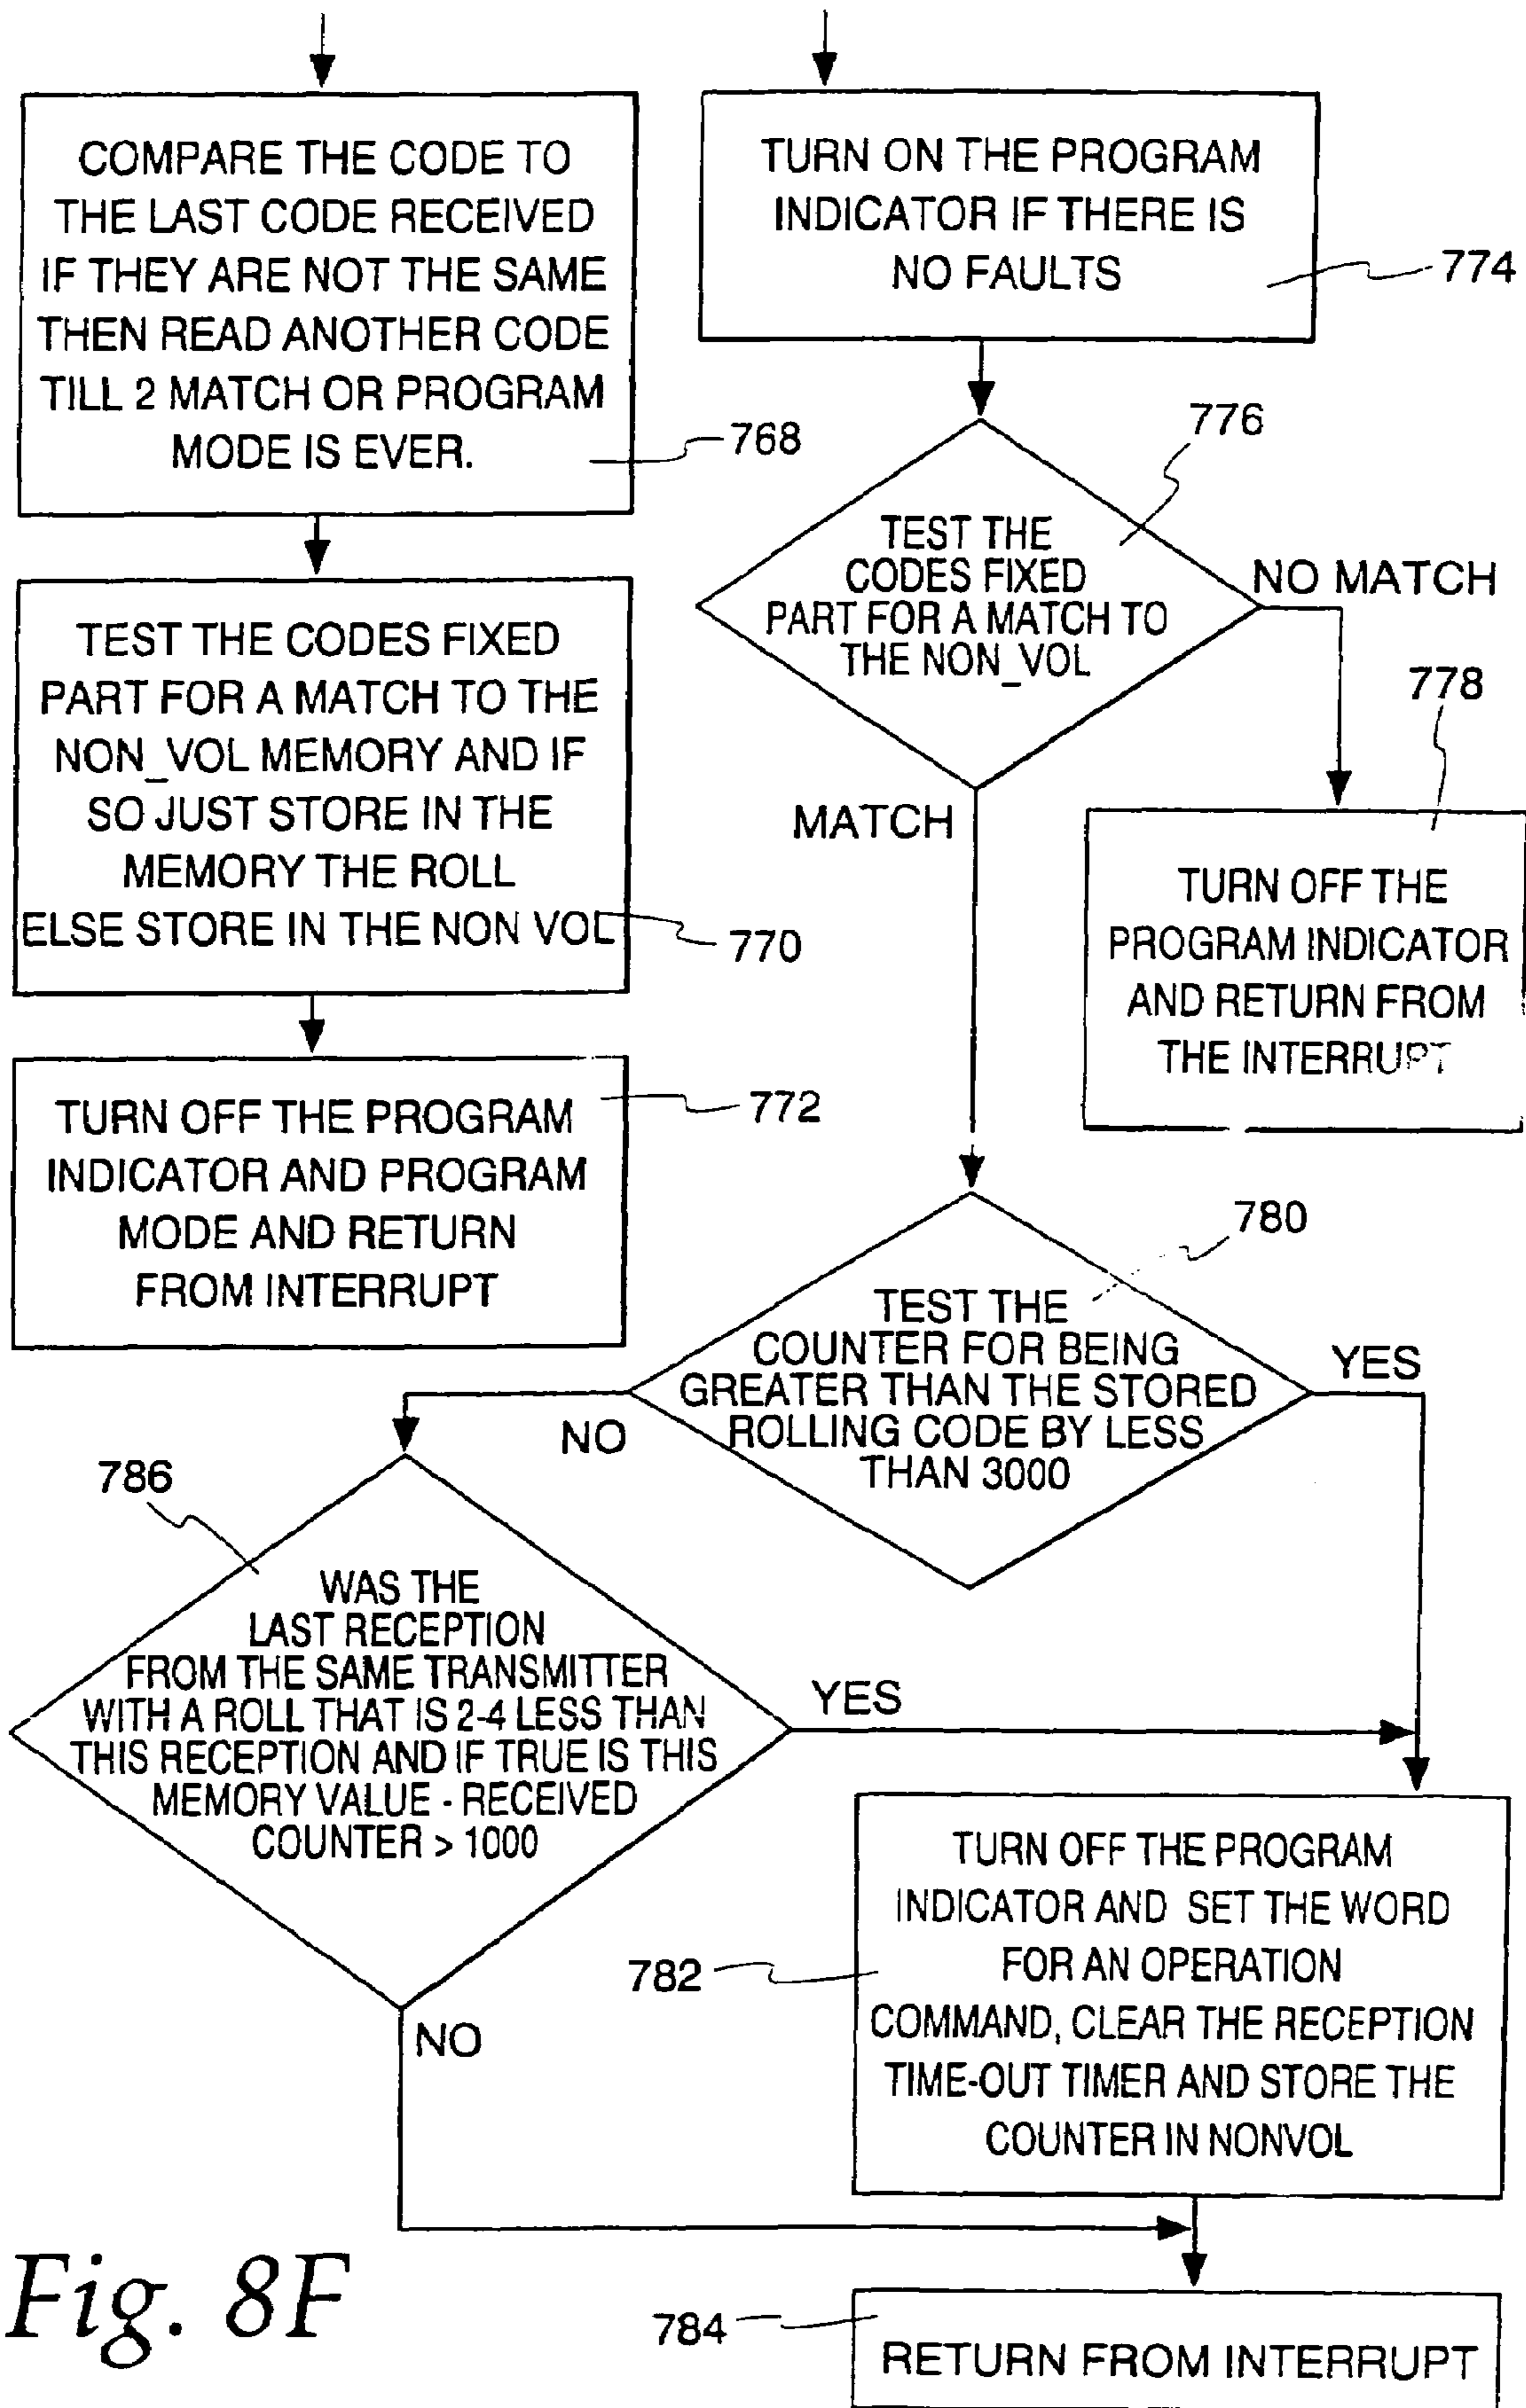 COMPARE THE CODE TO
THE LAST CODE RECEIVED
IF THEY ARE NOT THE SAME
THEN READ ANOTHER CODE
TILL 2 MATCH OR PROGRAM
MODE IS EVER.
768
TEST THE CODES FIXED
PART FOR A MATCH TO THE
NON_VOL MEMORY AND IF
SO JUST STORE IN THE
MEMORY THE ROLL
ELSE STORE IN THE NON VOL
770
TURN OFF THE PROGRAM
INDICATOR AND PROGRAM
MODE AND RETURN
FROM INTERRUPT
772
TURN ON THE PROGRAM
INDICATOR IF THERE IS
NO FAULTS
774
776
TEST THE
CODES FIXED
PART FOR A MATCH TO
THE NON_VOL
NO MATCH
MATCH
778
TURN OFF THE
PROGRAM INDICATOR
AND RETURN FROM
THE INTERRUPT
780
TEST THE
COUNTER FOR BEING
GREATER THAN THE STORED
ROLLING CODE BY LESS
THAN 3000
YES
NO
786
WAS THE
LAST RECEPTION
FROM THE SAME TRANSMITTER
WITH A ROLL THAT IS 2-4 LESS THAN
THIS RECEPTION AND IF TRUE IS THIS
MEMORY VALUE - RECEIVED
COUNTER > 1000
YES
NO
TURN OFF THE PROGRAM
INDICATOR AND SET THE WORD
FOR AN OPERATION
COMMAND, CLEAR THE RECEPTION
TIME-OUT TIMER AND STORE THE
COUNTER IN NONVOL
782
784
RETURN FROM INTERRUPT
Fig. 8F